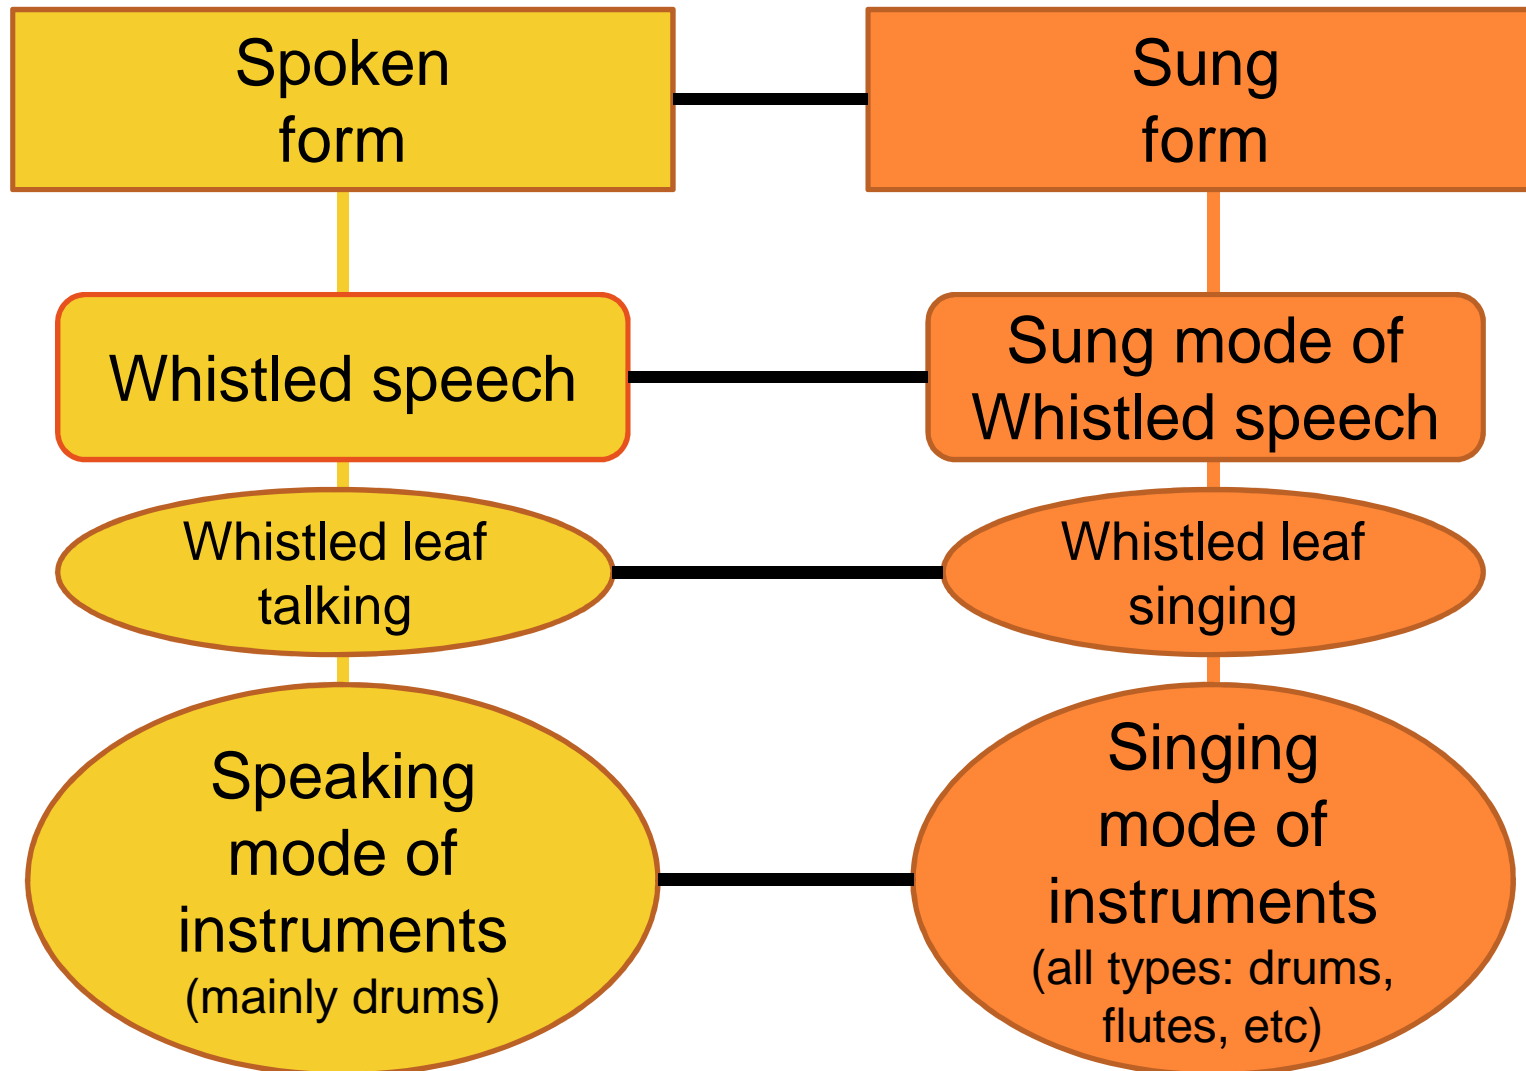 Spoken
form
Sung
form
Whistled speech
Sung mode of
Whistled speech
Whistled leaf
talking
Whistled leaf
singing
Speaking
mode of
instruments
(mainly drums)
Singing
mode of
instruments
(all types: drums,
flutes, etc)